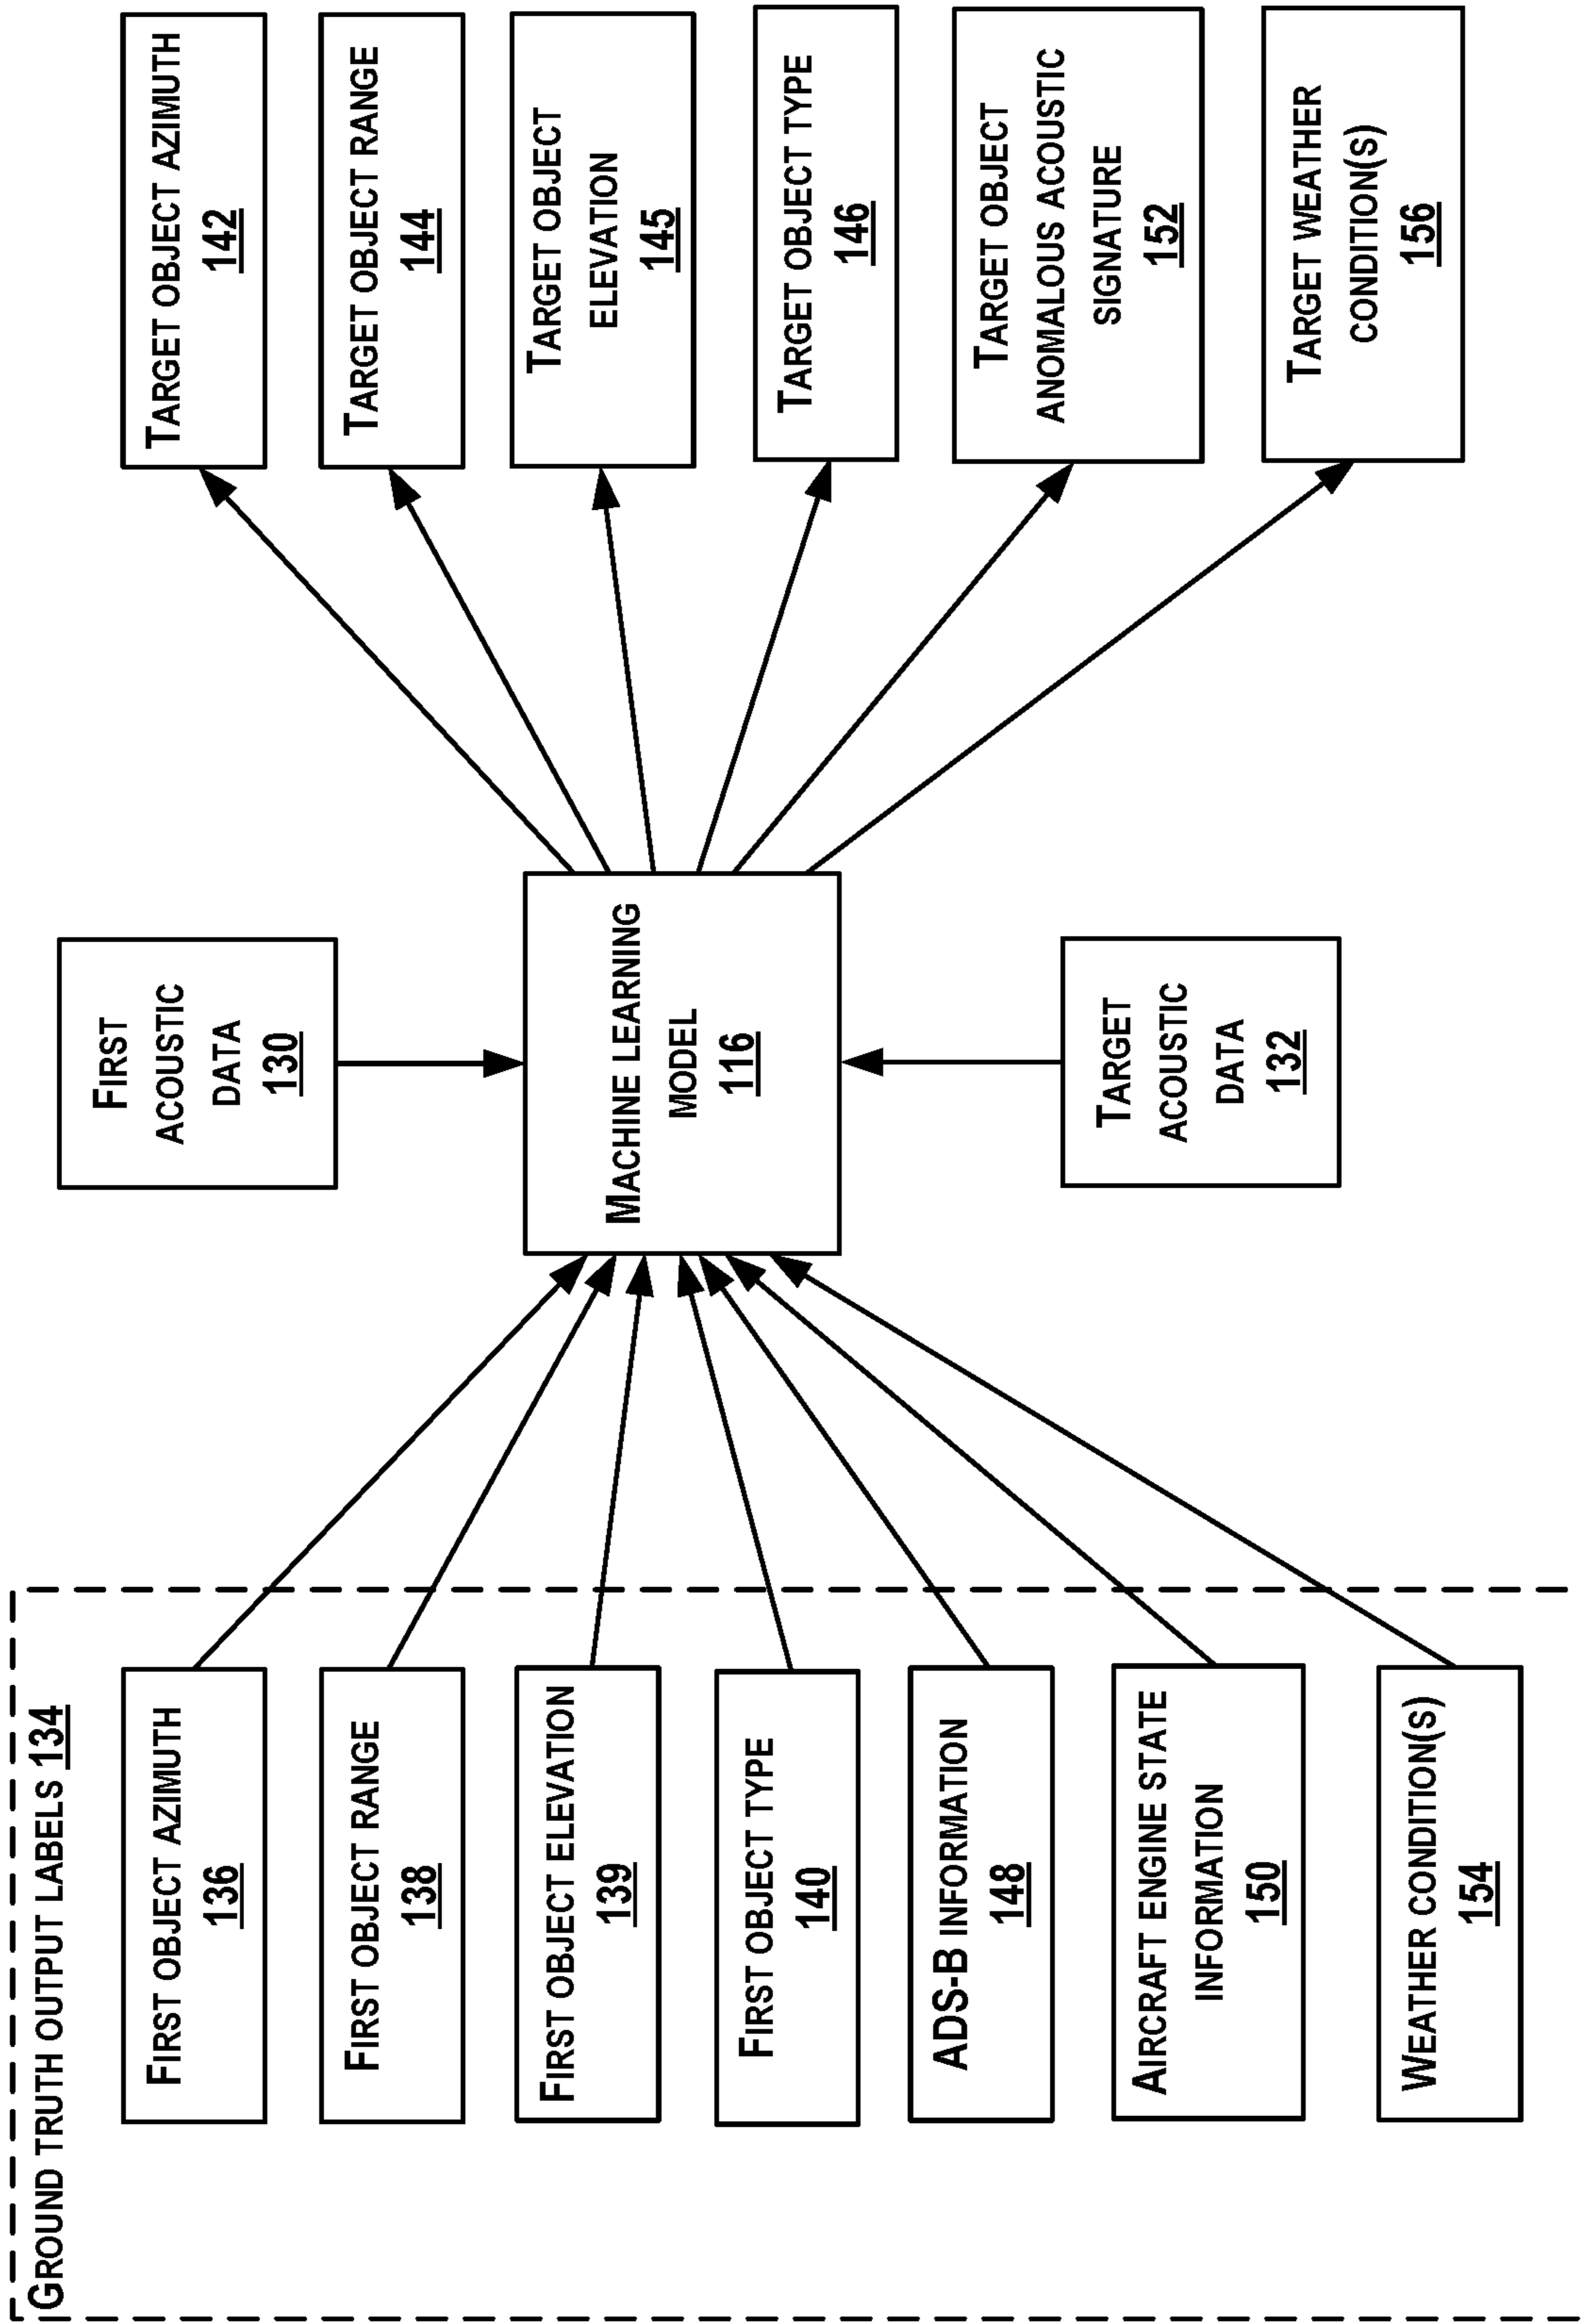 GROUND TRUTH OUTPUT LABELS 134
FIRST OBJECT AZIMUTH
136
FIRST OBJECT RANGE
138
FIRST OBJECT ELEVATION
139
FIRST OBJECT TYPE
140
ADS-B INFORMATION
148
AIRCRAFT ENGINE STATE
INFORMATION
150
WEATHER CONDITION(S)
154
FIRST
ACOUSTIC
DATA
130
MACHINE LEARNING
MODEL
116
TARGET
ACOUSTIC
DATA
132
TARGET OBJECT AZIMUTH
142
TARGET OBJECT RANGE
144
TARGET OBJECT
ELEVATION
145
TARGET OBJECT TYPE
146
TARGET OBJECT
ANOMALOUS ACOUSTIC
SIGNATURE
152
TARGET WEATHER
CONDITION(S)
156